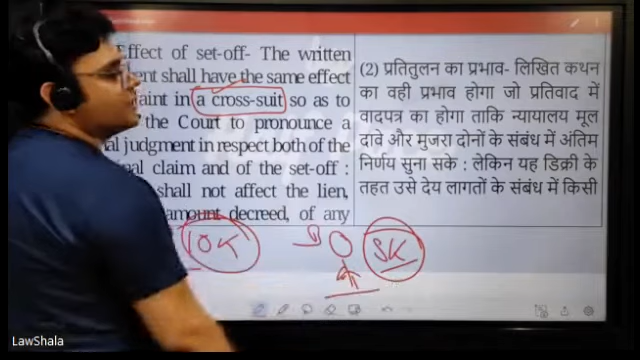 Effect of set-off- The written
shall have the same effect
in a cross-suit so as to
the Court to pronounce a
judgment in respect both of the
claim and of the set-off :
shall not affect the lien,
amount decreed, of any
(2) प्रतितुलन का प्रभाव- लिखित कथन
का वही प्रभाव होगा जो प्रतिवाद में
वादपत्र का होगा ताकि न्यायालय मूल
दावे और मुजरा दोनों के संबंध में अंतिम
निर्णय सुना सके : लेकिन यह डिक्री के
तहत उसे देय लागतों के संबंध में किसी
10K
LawShala